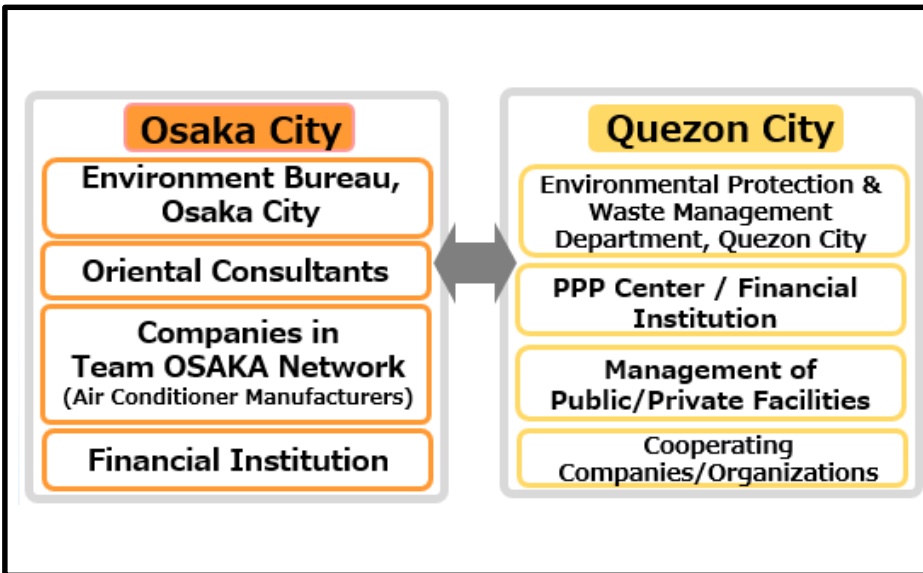 Osaka City
Environment Bureau,
Osaka City
Oriental Consultants
Companies in
Team OSAKA Network
(Air Conditioner Manufacturers)
Financial Institution
Quezon City
Environmental Protection &
Waste Management
Department, Quezon City
PPP Center / Financial
Institution
Management of
Public/Private Facilities
Cooperating
Companies/Organizations